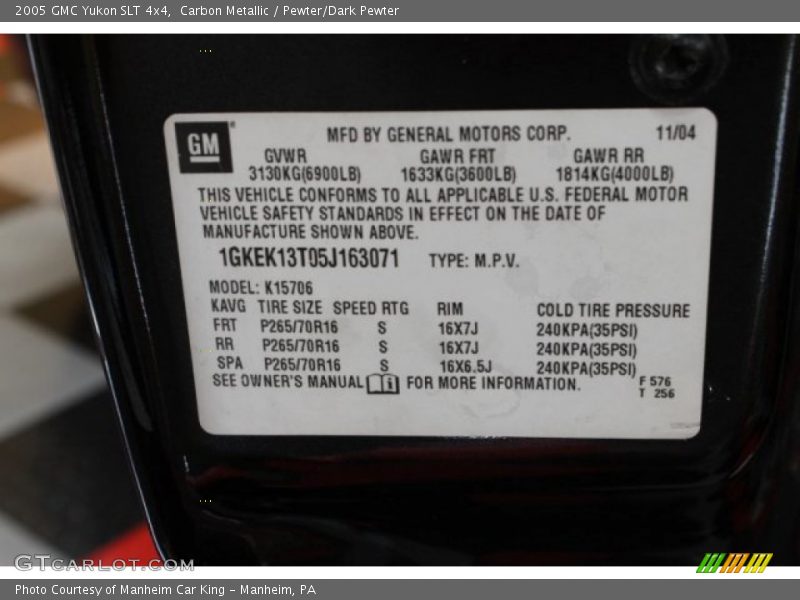 2005 GMC Yukon SLT 4x4,  Carbon Metallic / Pewter/Dark Pewter
GM
MFD BY GENERAL MOTORS CORP. 11/04
GVWR GAWR FRT GAWR RR
3130KG(6900LB) 1633KG(3600LB) 1814KG(4000LB)
THIS VEHICLE CONFORMS TO ALL APPLICABLE U.S. FEDERAL MOTOR
VEHICLE SAFETY STANDARDS IN EFFECT ON THE DATE OF
MANUFACTURE SHOWN ABOVE.
1GKEK13T05J163071 TYPE: M.P.V.
MODEL: K15706
KAVG TIRE SIZE SPEED RTG RIM COLD TIRE PRESSURE
FRT P265/70R16 S 16X7J 240KPA(35PSI)
RR P265/70R16 S 16X7J 240KPA(35PSI)
SPA P265/70R16 S 16X6.5J 240KPA(35PSI)
SEE OWNER'S MANUAL FOR MORE INFORMATION. F 576
T 256
GTCARLOT.COM
Photo Courtesy of Manheim Car King - Manheim, PA